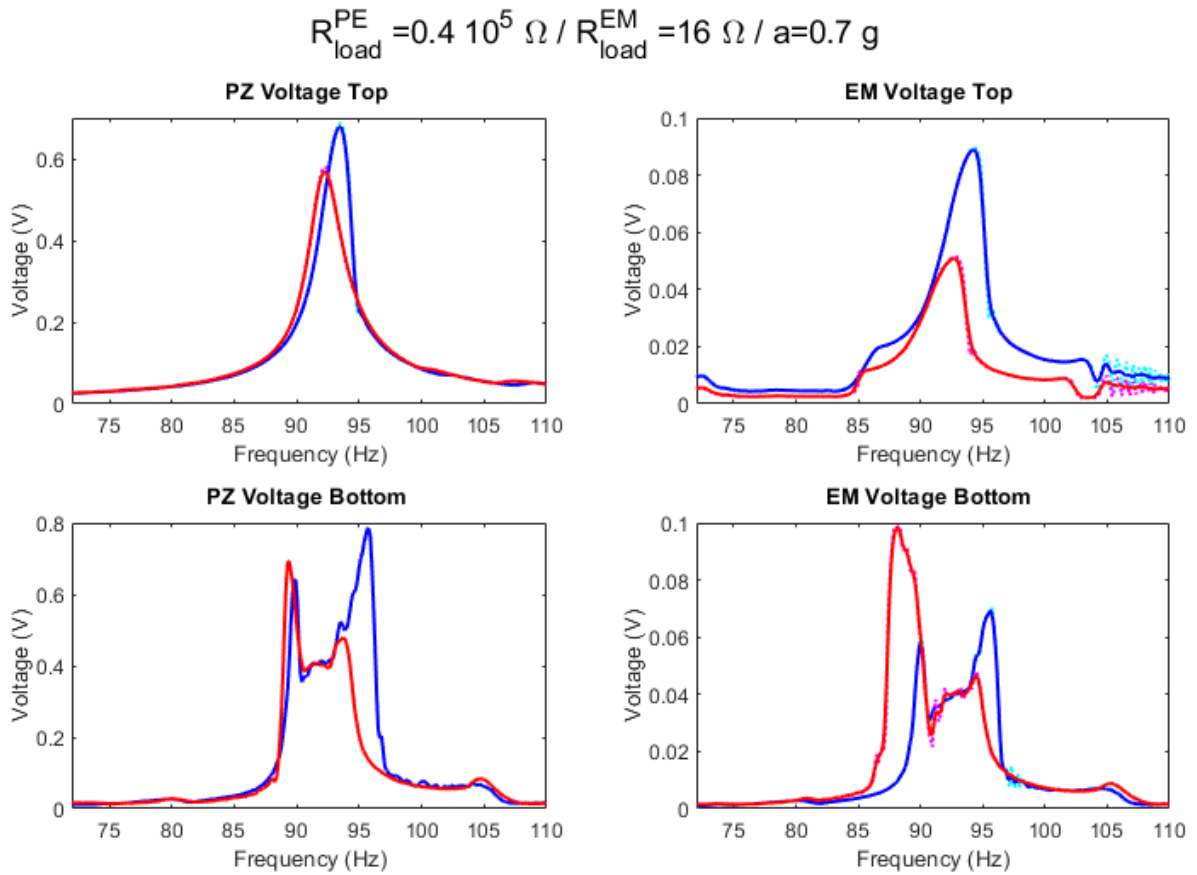 R_load^PE =0.4 10^5 Ω / R_load^EM =16 Ω / a=0.7 g
PZ Voltage Top
Voltage (V)
0.6
0.4
0.2
0
75 80 85 90 95 100 105 110
Frequency (Hz)
EM Voltage Top
Voltage (V)
0.1
0.08
0.06
0.04
0.02
0
75 80 85 90 95 100 105 110
Frequency (Hz)
PZ Voltage Bottom
Voltage (V)
0.8
0.6
0.4
0.2
0
75 80 85 90 95 100 105 110
Frequency (Hz)
EM Voltage Bottom
Voltage (V)
0.1
0.08
0.06
0.04
0.02
0
75 80 85 90 95 100 105 110
Frequency (Hz)